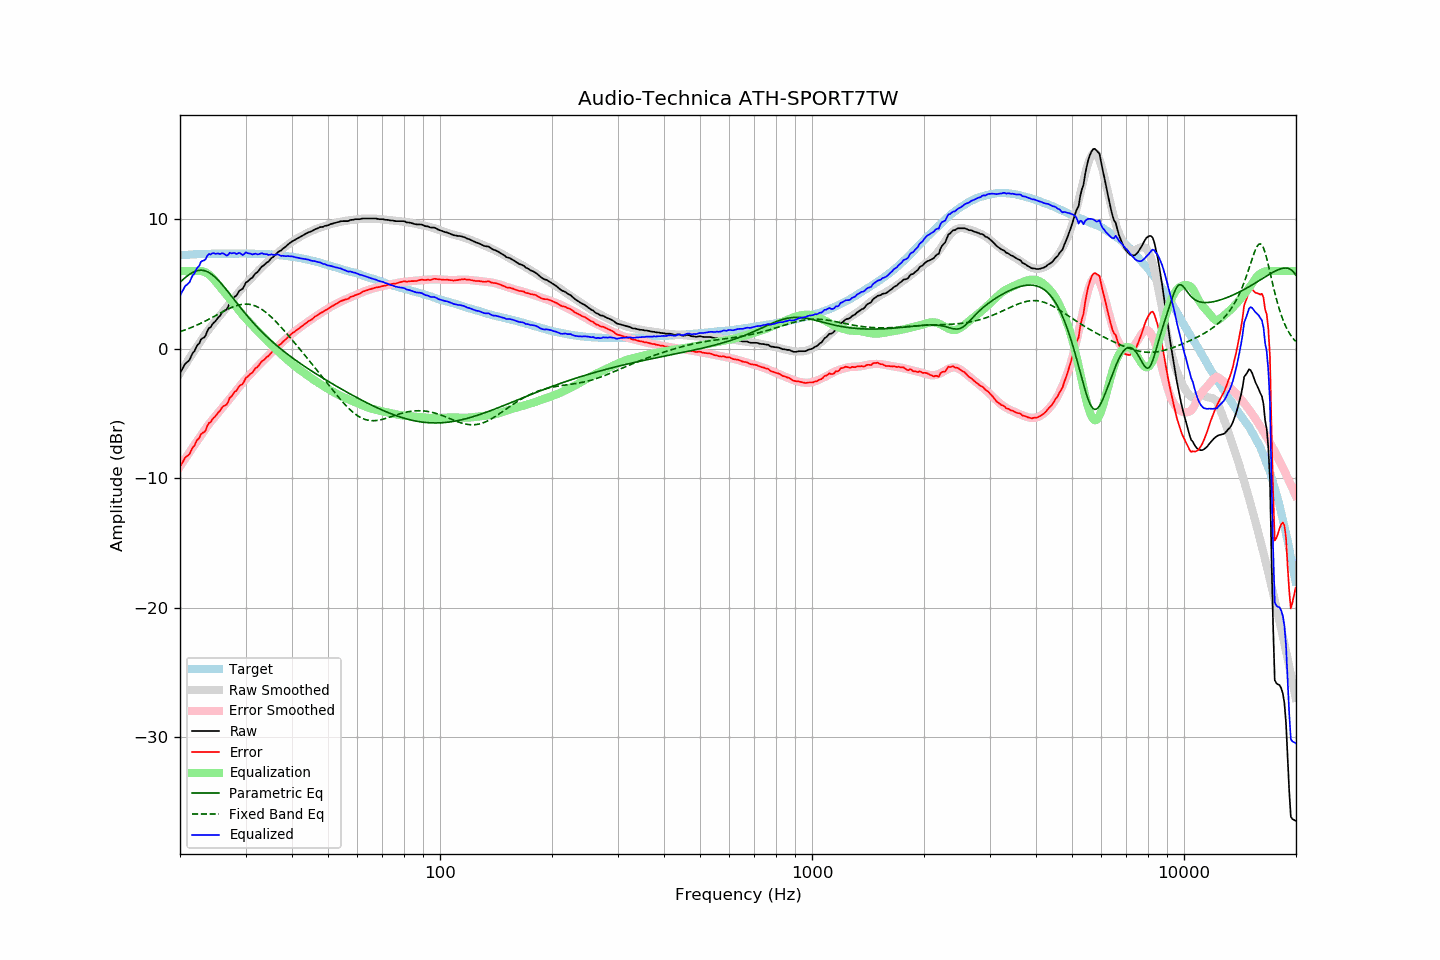 Audio-Technica ATH-SPORT7TW
Amplitude (dBr)
10
0
−10
−20
−30
Target
Raw Smoothed
Error Smoothed
Raw
Error
Equalization
Parametric Eq
Fixed Band Eq
Equalized
100
1000
10000
Frequency (Hz)